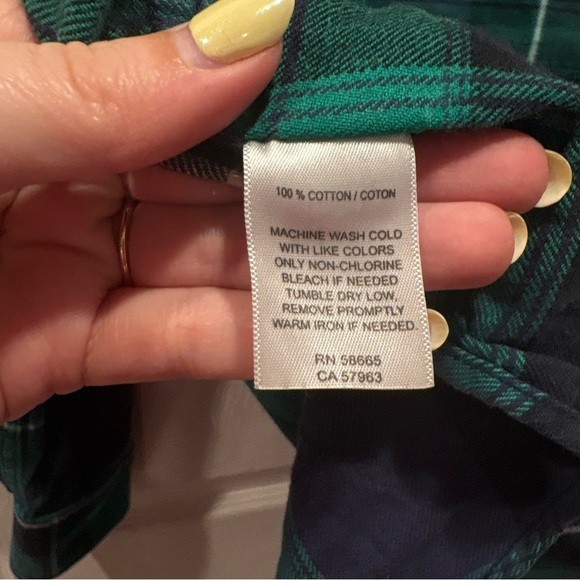 100 % COTTON / COTON
MACHINE WASH COLD
WITH LIKE COLORS
ONLY NON-CHLORINE
BLEACH IF NEEDED
TUMBLE DRY LOW,
REMOVE PROMPTLY
WARM IRON IF NEEDED.
RN 58665
CA 57963